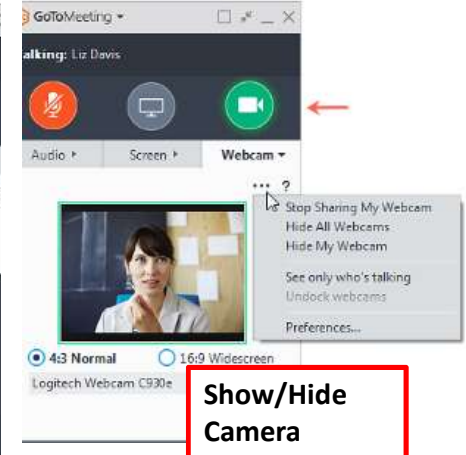 GoToMeeting
alking: Liz Davis
Audio
Screen
Webcam
... ?
Stop Sharing My Webcam
Hide All Webcams
Hide My Webcam
See only who's talking
Undock webcams
Preferences...
4:3 Normal
16:9 Widescreen
Logitech Webcam C930e
Show/Hide
Camera